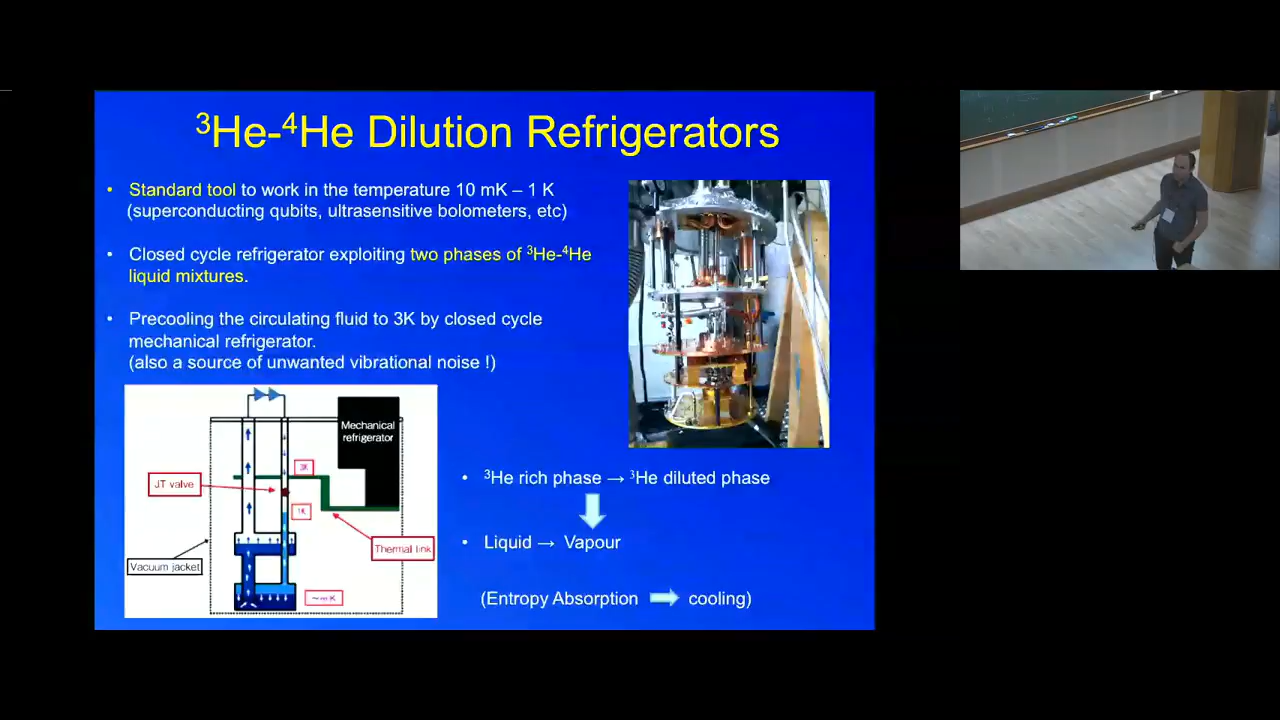 ³He-⁴He Dilution Refrigerators
• Standard tool to work in the temperature 10 mK – 1 K
(superconducting qubits, ultrasensitive bolometers, etc)
• Closed cycle refrigerator exploiting two phases of ³He-⁴He
liquid mixtures.
• Precooling the circulating fluid to 3K by closed cycle
mechanical refrigerator.
(also a source of unwanted vibrational noise !)
Mechanical
refrigerator
3K
JT valve
1K
Thermal link
Vacuum jacket
• ³He rich phase → ³He diluted phase
• Liquid → Vapour
(Entropy Absorption
cooling)